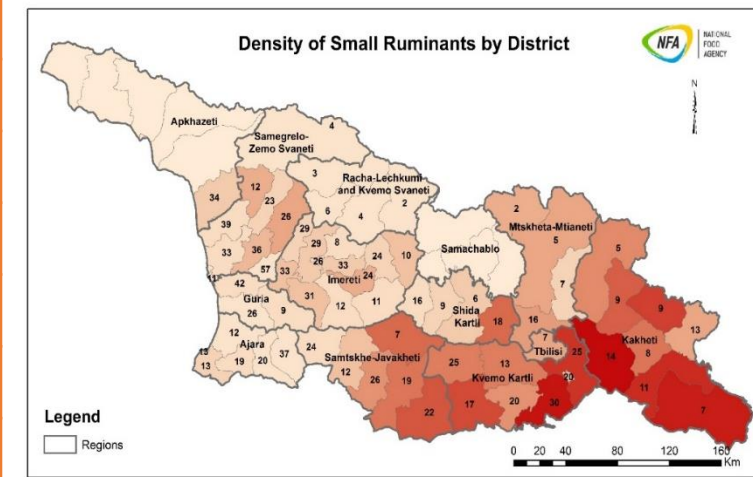 Density of Small Ruminants by District
NFA
NATIONAL
FOOD
AGENCY
N
Apkhazeti
4
Samegrelo-
Zemo Svaneti
12
3
Racha-Lechkumi
and Kvemo Svaneti
34
23
2
2
26
6
4
Mtskheta-Mtianeti
39
29
5
5
29
8
Samachablo
33
36
26
33
24
10
57
33
Imereti
24
7
42
9
9
Guria
31
16
9
6
26
9
12
11
Shida
Kartli
18
16
13
12
7
7
Kakheti
Ajara
24
Tbilisi
25
8
37
Samtskhe-Javakheti
14
13
19
20
12
25
13
20
26
19
Kvemo Kartli
11
22
17
20
30
7
Legend
Regions
0 20 40 80 120 160
Km